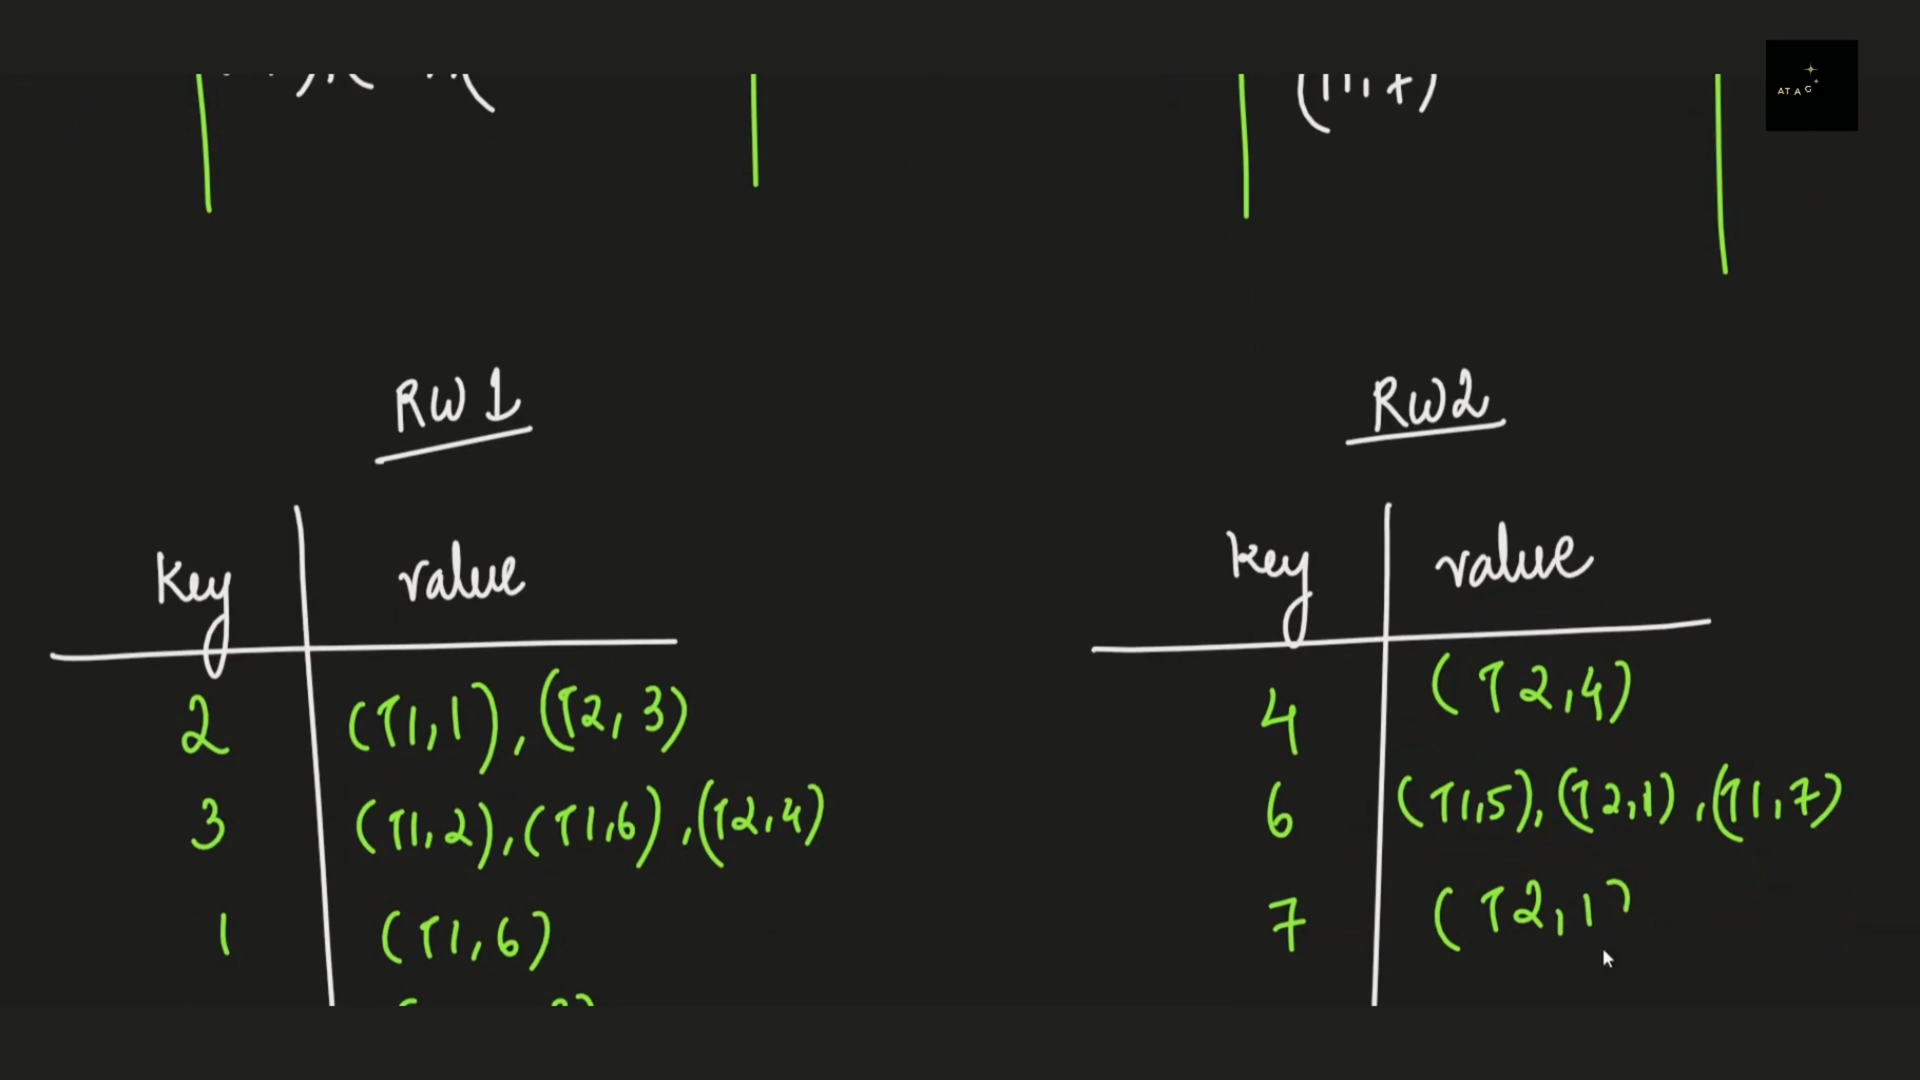 ATAG
RW1
RW2
Key value
Key value
2 (T1,1),(T2,3)
3 (T1,2),(T1,6),(T2,4)
1 (T1,6)
4 (T2,4)
6 (T1,5),(T2,1),(T1,7)
7 (T2,1)